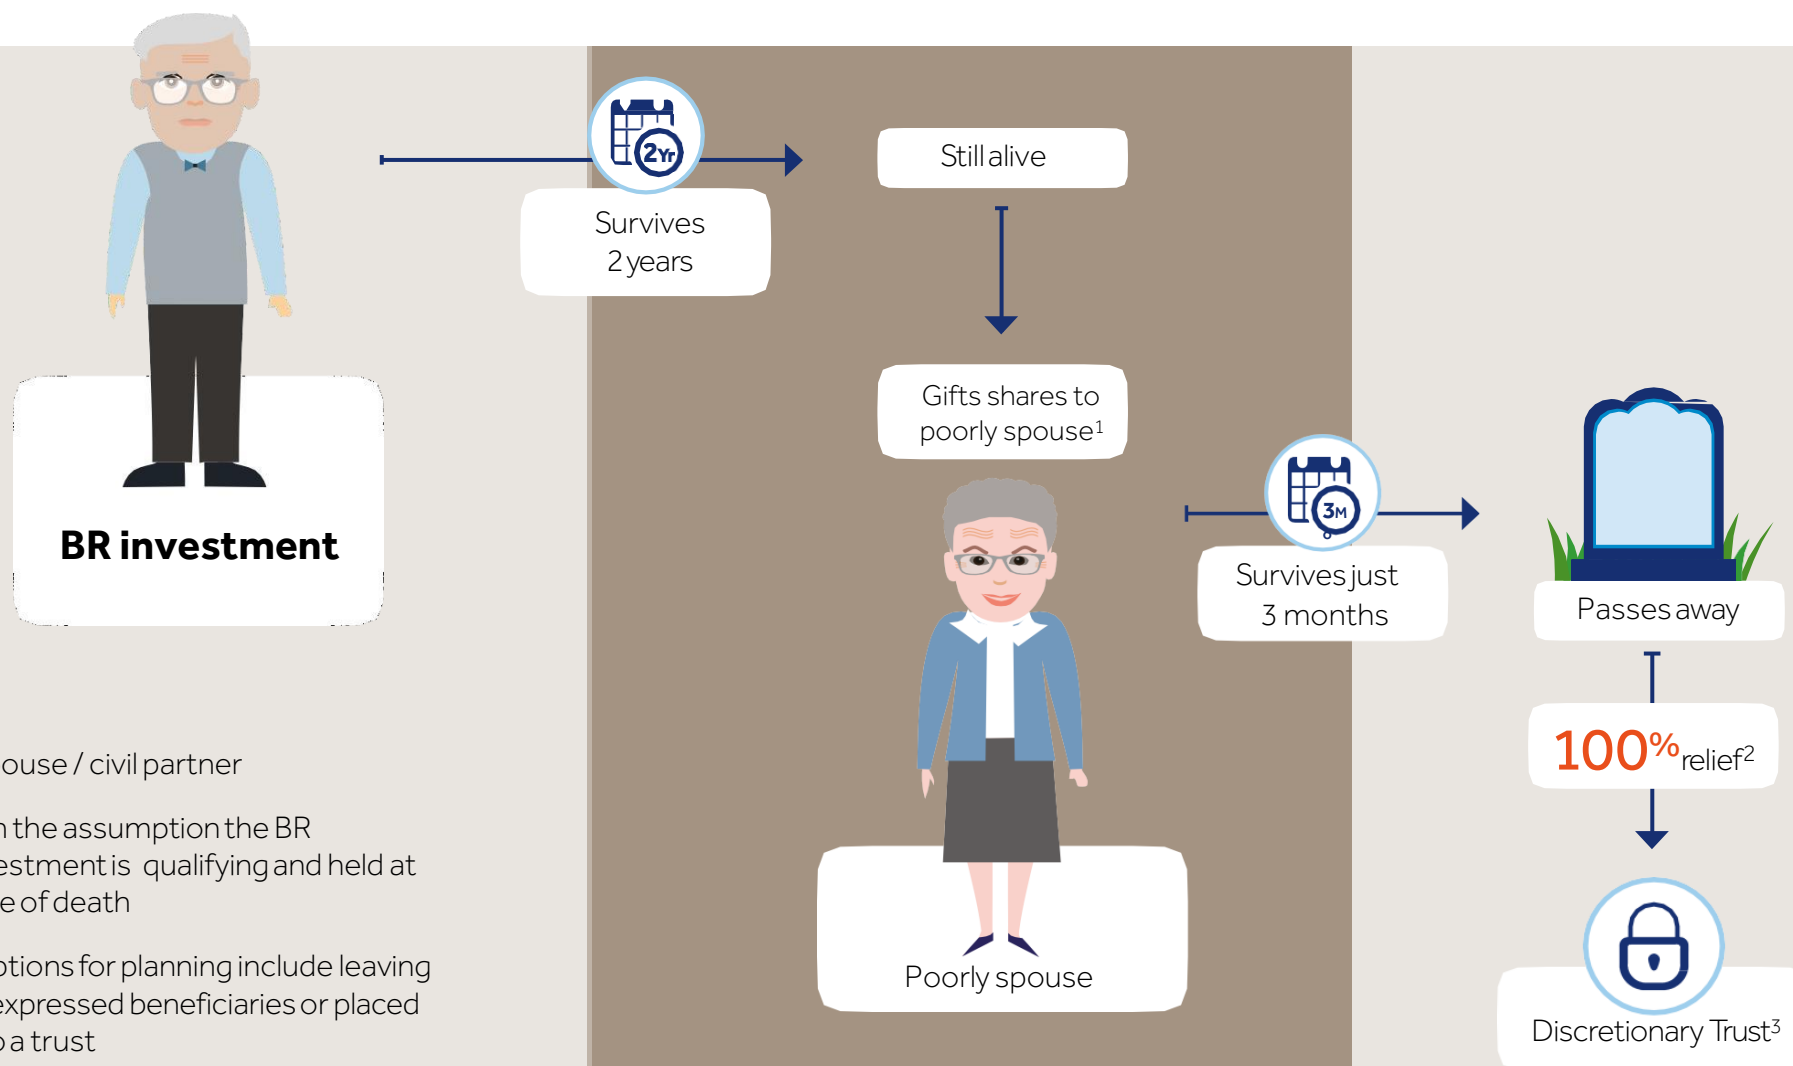 2Yr
Still alive
Survives
2 years
Gifts shares to
poorly spouse1
BR investment
3M
Survives just
3 months
Passes away
100% relief2
Poorly spouse
Discretionary Trust3
ouse / civil partner
n the assumption the BR
estment is qualifying and held at
e of death
ptions for planning include leaving
expressed beneficiaries or placed
o a trust